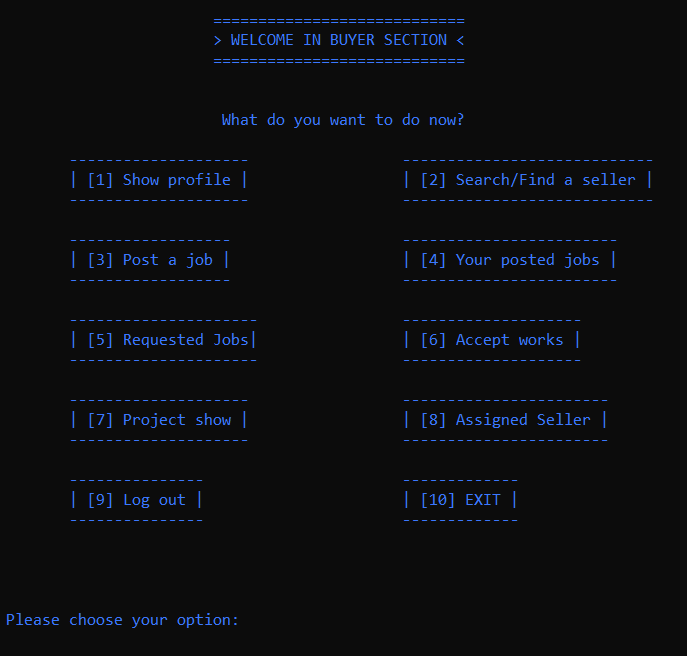 ============================
> WELCOME IN BUYER SECTION <
============================
What do you want to do now?
-------------------- ----------------------------
| [1] Show profile | | [2] Search/Find a seller |
-------------------- ----------------------------
------------------ ------------------------
| [3] Post a job | | [4] Your posted jobs |
------------------ ------------------------
--------------------- --------------------
| [5] Requested Jobs| | [6] Accept works |
--------------------- --------------------
-------------------- -----------------------
| [7] Project show | | [8] Assigned Seller |
-------------------- -----------------------
--------------- -------------
| [9] Log out | | [10] EXIT |
--------------- -------------
Please choose your option: